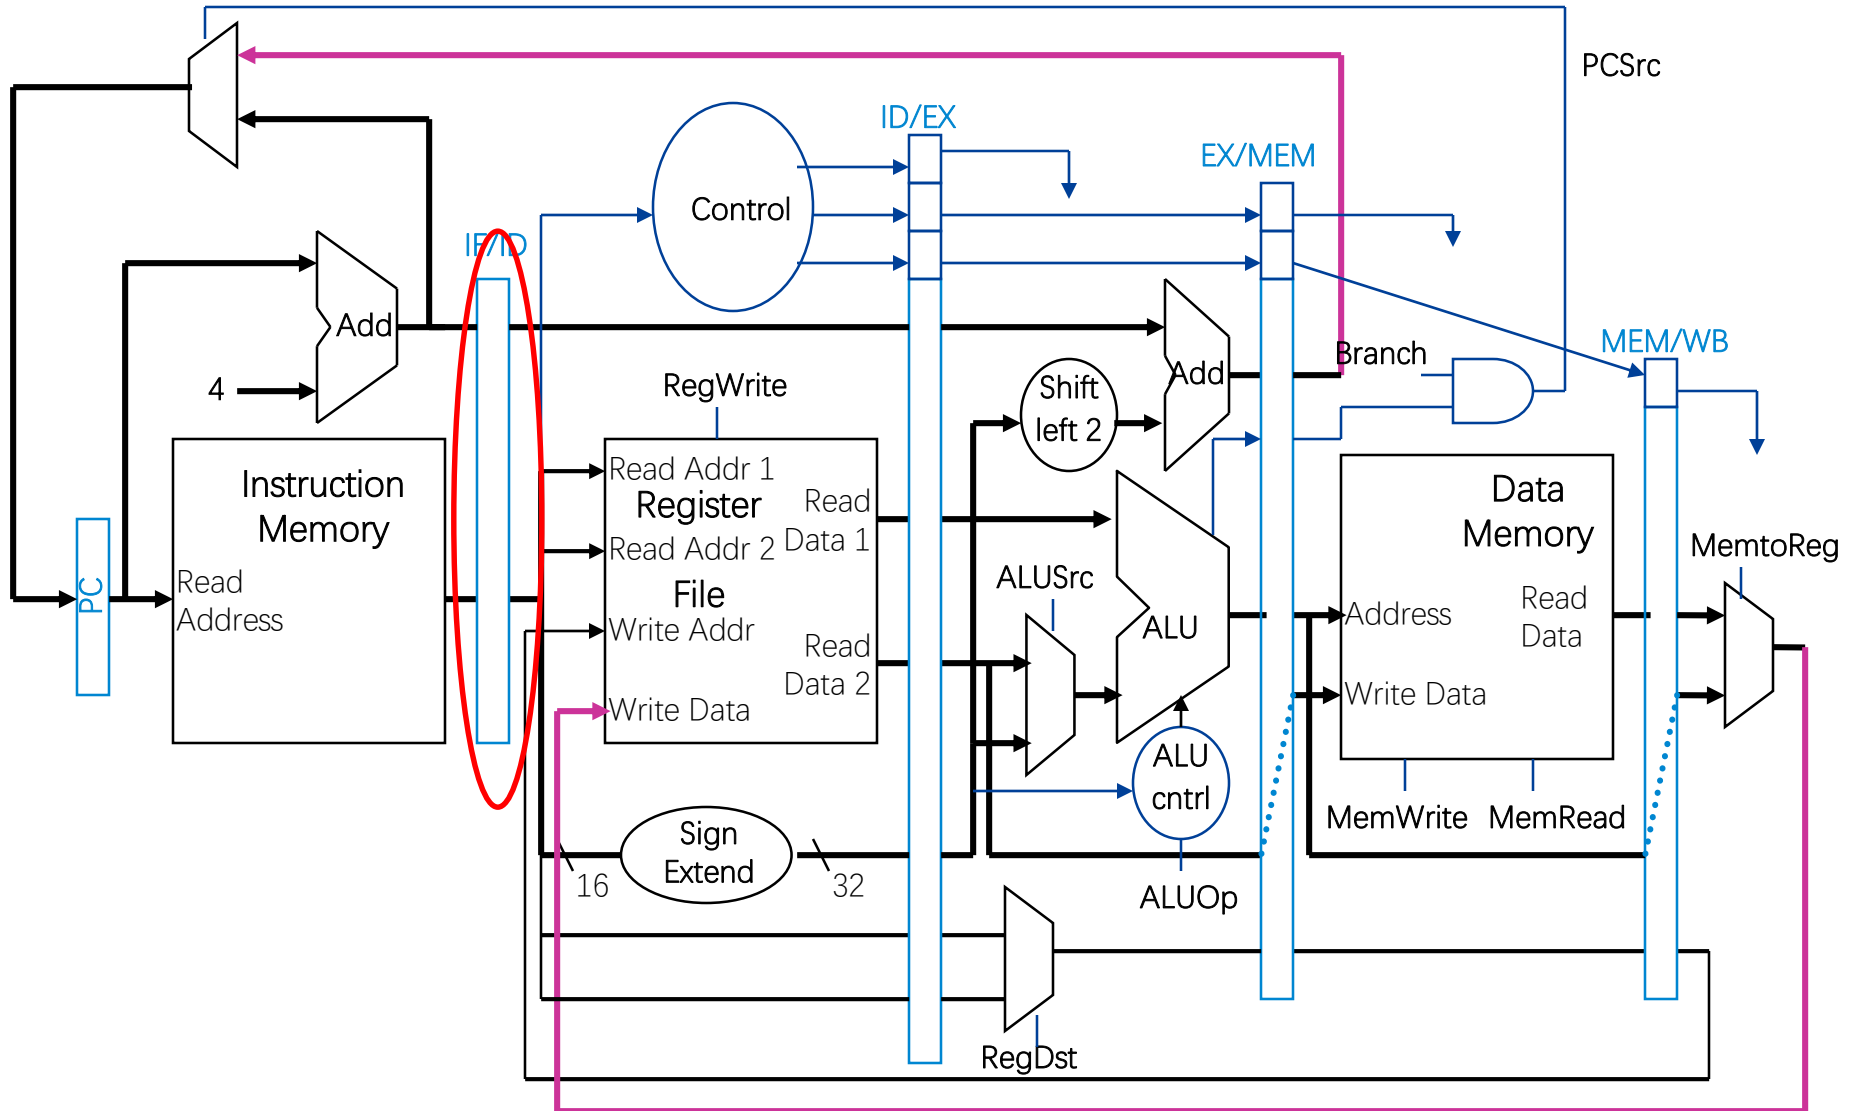 PCSrc
ID/EX
EX/MEM
Control
IF/ID
Add
MEM/WB
Branch
Add
4
RegWrite
Shift
left 2
Instruction
Memory
Read Addr 1
Register
Read Addr 2
File
Write Addr
Write Data
Read
Data 1
Read
Data 2
Data
Memory
MemtoReg
PC
Read
Address
ALUSrc
ALU
Address
Read
Data
Write Data
ALU
cntrl
MemWrite
MemRead
Sign
Extend
16
32
ALUOp
RegDst